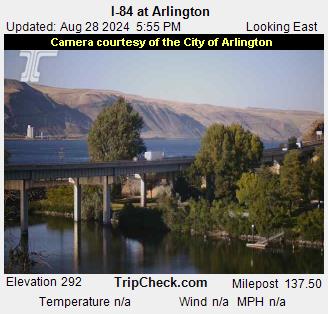 I-84 at Arlington
Updated: Aug 28 2024 5:55 PM Looking East
Camera courtesy of the City of Arlington
Elevation 292 TripCheck.com Milepost 137.50
Temperature n/a Wind n/a MPH n/a